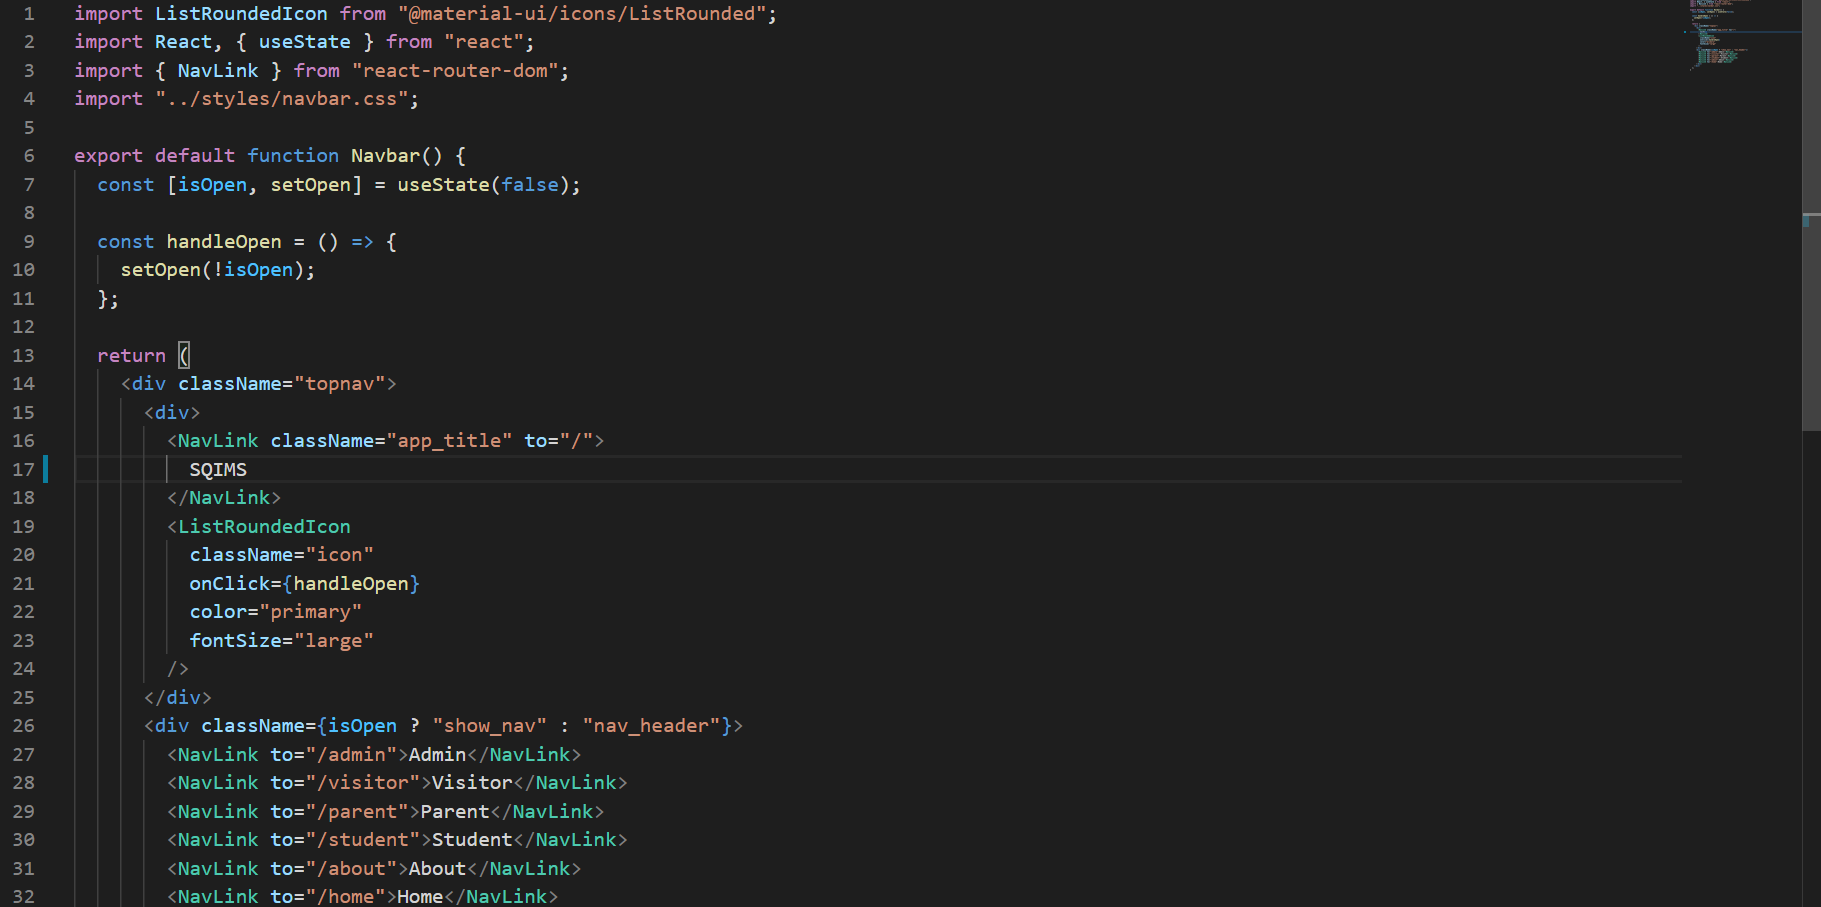 1 import ListRoundedIcon from "@material-ui/icons/ListRounded";
2 import React, { useState } from "react";
3 import { NavLink } from "react-router-dom";
4 import "../styles/navbar.css";
5
6 export default function Navbar() {
7 const [isOpen, setOpen] = useState(false);
8
9 const handleOpen = () => {
10 setOpen(!isOpen);
11 };
12
13 return (
14 <div className="topnav">
15 <div>
16 <NavLink className="app_title" to="/">
17 SQIMS
18 </NavLink>
19 <ListRoundedIcon
20 className="icon"
21 onClick={handleOpen}
22 color="primary"
23 fontSize="large"
24 />
25 </div>
26 <div className={isOpen ? "show_nav" : "nav_header"}>
27 <NavLink to="/admin">Admin</NavLink>
28 <NavLink to="/visitor">Visitor</NavLink>
29 <NavLink to="/parent">Parent</NavLink>
30 <NavLink to="/student">Student</NavLink>
31 <NavLink to="/about">About</NavLink>
32 <NavLink to="/home">Home</NavLink>